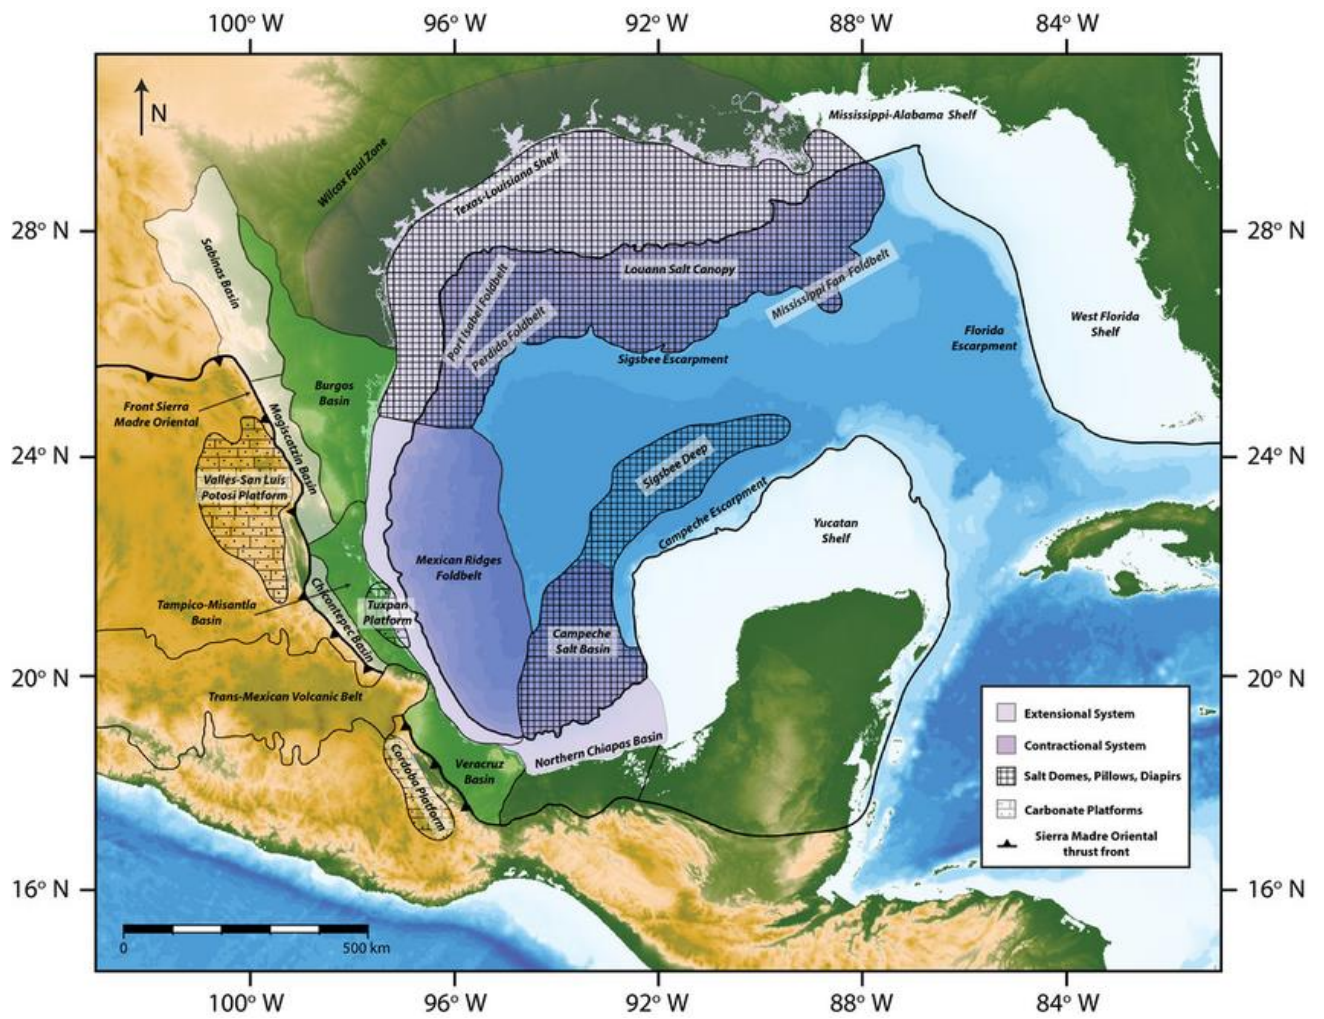 100° W
96° W
92° W
88° W
84° W
N
Mississippi-Alabama Shelf
Wilcox Faul Zone
Texas-Louisiana Shelf
28° N
28° N
Sabinas Basin
Louann Salt Canopy
Port Isabel Foldbelt
Mississippi Fan-Foldbelt
Perdido Foldbelt
West Florida
Shelf
Florida
Escarpment
Sigsbee Escarpment
Burgos
Basin
Front Sierra
Madre Oriental
Magiscatzin Basin
24° N
24° N
Sigsbee Deep
Valles-San Luis
Potosi Platform
Campeche Escarpment
Yucatan
Shelf
Mexican Ridges
Foldbelt
Tampico-Misantla
Basin
Chicontepec Basin
Tuxpan
Platform
Campeche
Salt Basin
20° N
20° N
Trans-Mexican Volcanic Belt
Northern Chiapas Basin
Veracruz
Basin
Cordoba Platform
Extensional System
Contractional System
Salt Domes, Pillows, Diapirs
Carbonate Platforms
Sierra Madre Oriental
thrust front
16° N
16° N
0
500 km
100° W
96° W
92° W
88° W
84° W